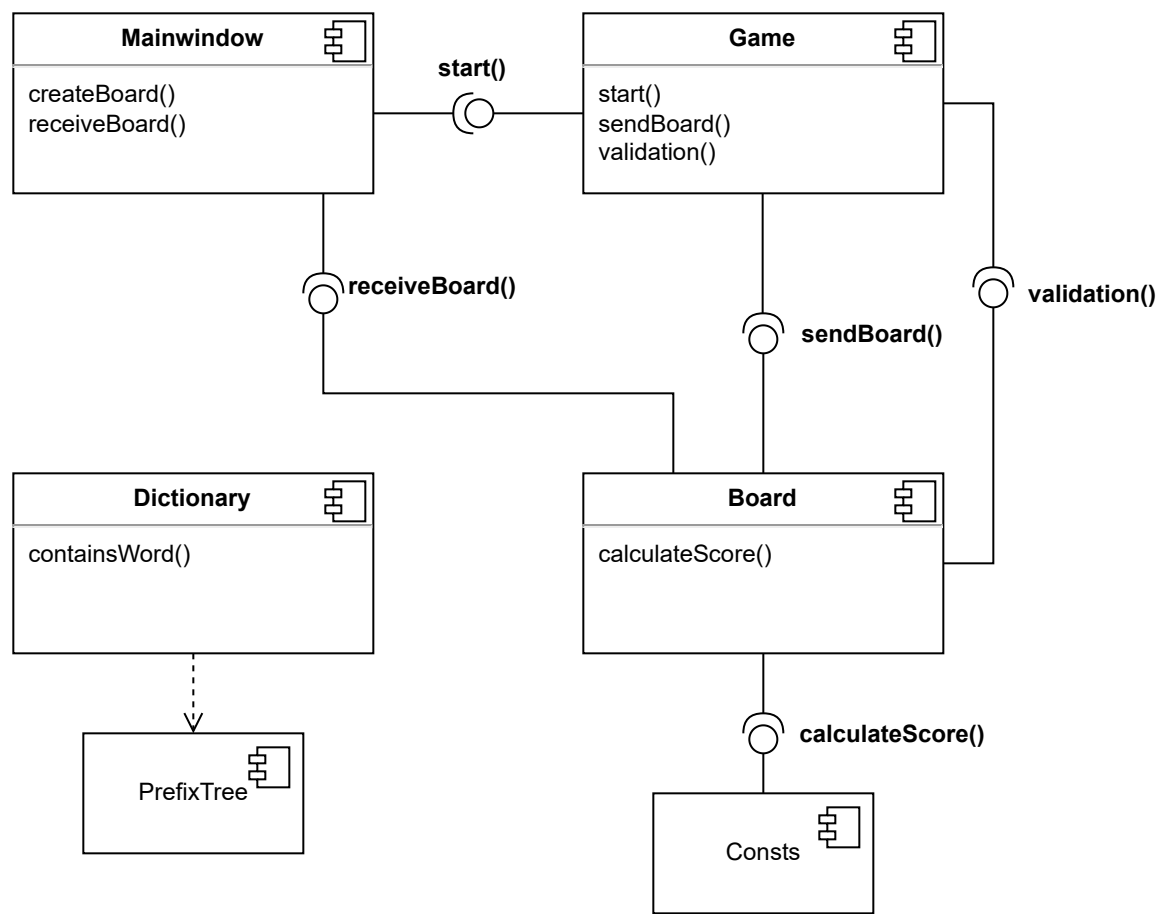 Mainwindow
createBoard()
receiveBoard()
start()
Game
start()
sendBoard()
validation()
receiveBoard()
sendBoard()
validation()
Dictionary
containsWord()
Board
calculateScore()
PrefixTree
calculateScore()
Consts